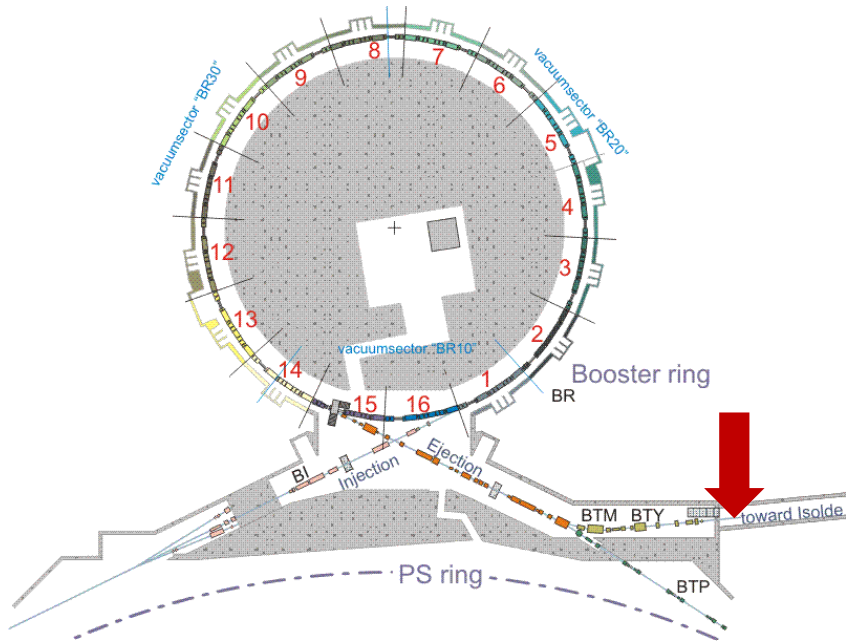 8
7
9
6
vacuumsector "BR30"
vacuumsector "BR20"
10
5
11
4
12
3
13
2
vacuumsector "BR10"
14
1
Booster ring
BR
15
16
BI
Injection
Ejection
BTM
BTY
toward Isolde
PS ring
BTP